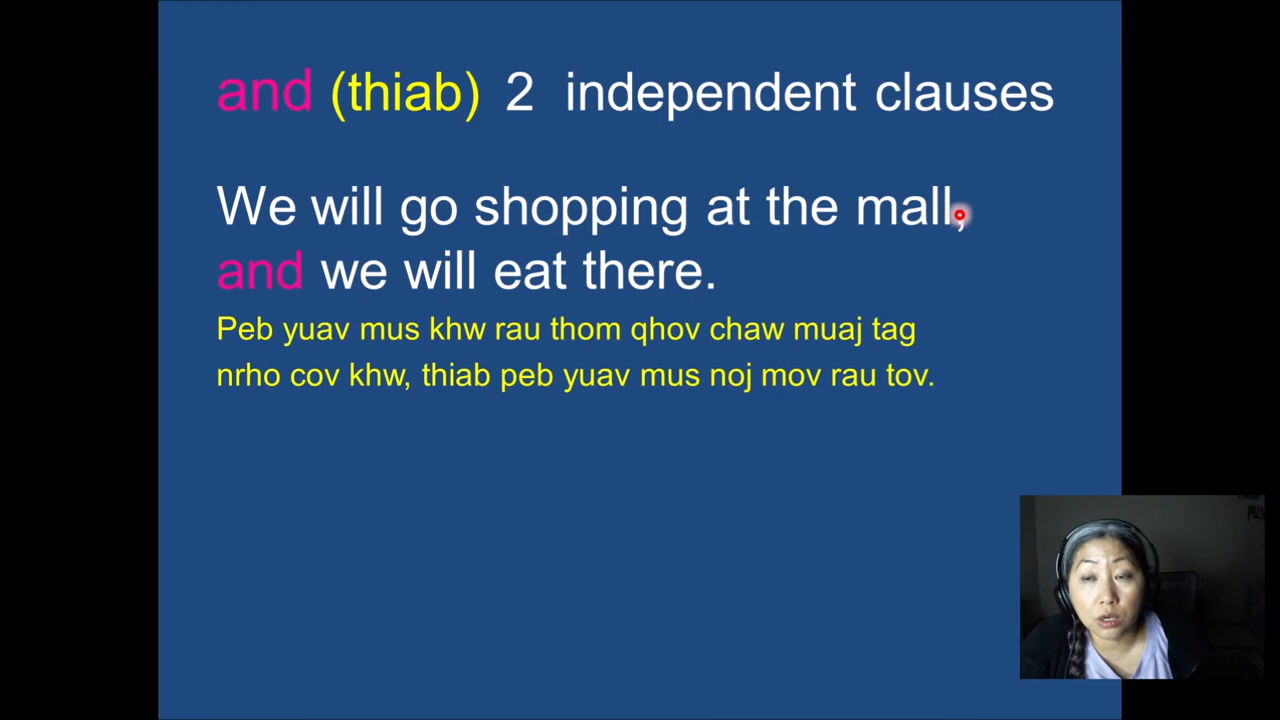 and (thiab) 2 independent clauses
We will go shopping at the mall,
and we will eat there.
Peb yuav mus khw rau thom qhov chaw muaj tag
nrho cov khw, thiab peb yuav mus noj mov rau tov.